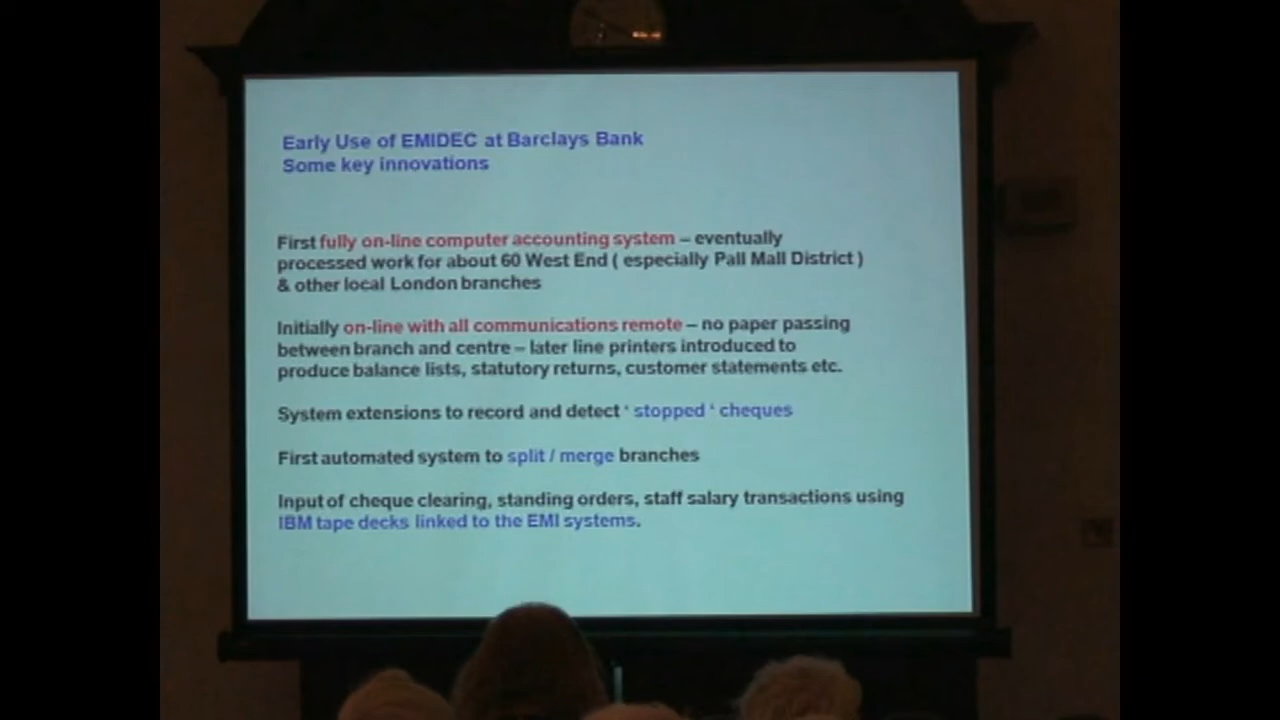 Early Use of EMIDEC at Barclays Bank
Some key innovations
First fully on-line computer accounting system – eventually
processed work for about 60 West End ( especially Pall Mall District )
& other local London branches
Initially on-line with all communications remote – no paper passing
between branch and centre – later line printers introduced to
produce balance lists, statutory returns, customer statements etc.
System extensions to record and detect ‘ stopped ‘ cheques
First automated system to split / merge branches
Input of cheque clearing, standing orders, staff salary transactions using
IBM tape decks linked to the EMI systems.